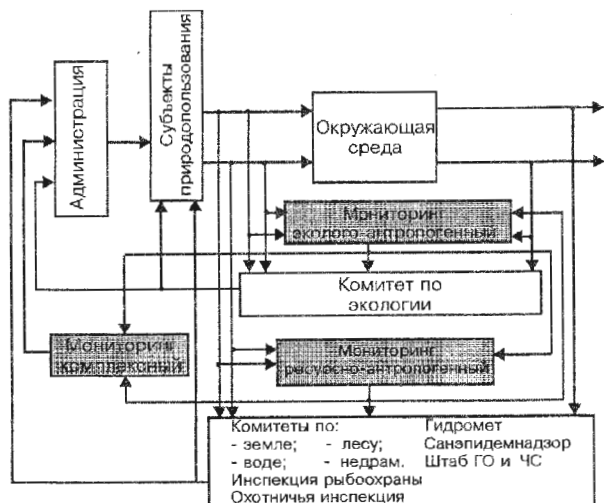 Администрация
Субъекты
природопользования
Окружающая
среда
Мониторинг
эколого-антропогенный
Комитет по
экологии
Мониторинг
комплексный
Мониторинг
ресурсно-антропогенный
Комитеты по: Гидромет
- земле; - лесу; Санэпидемнадзор
- воде; - недрам. Штаб ГО и ЧС
Инспекция рыбоохраны
Охотничья инспекция